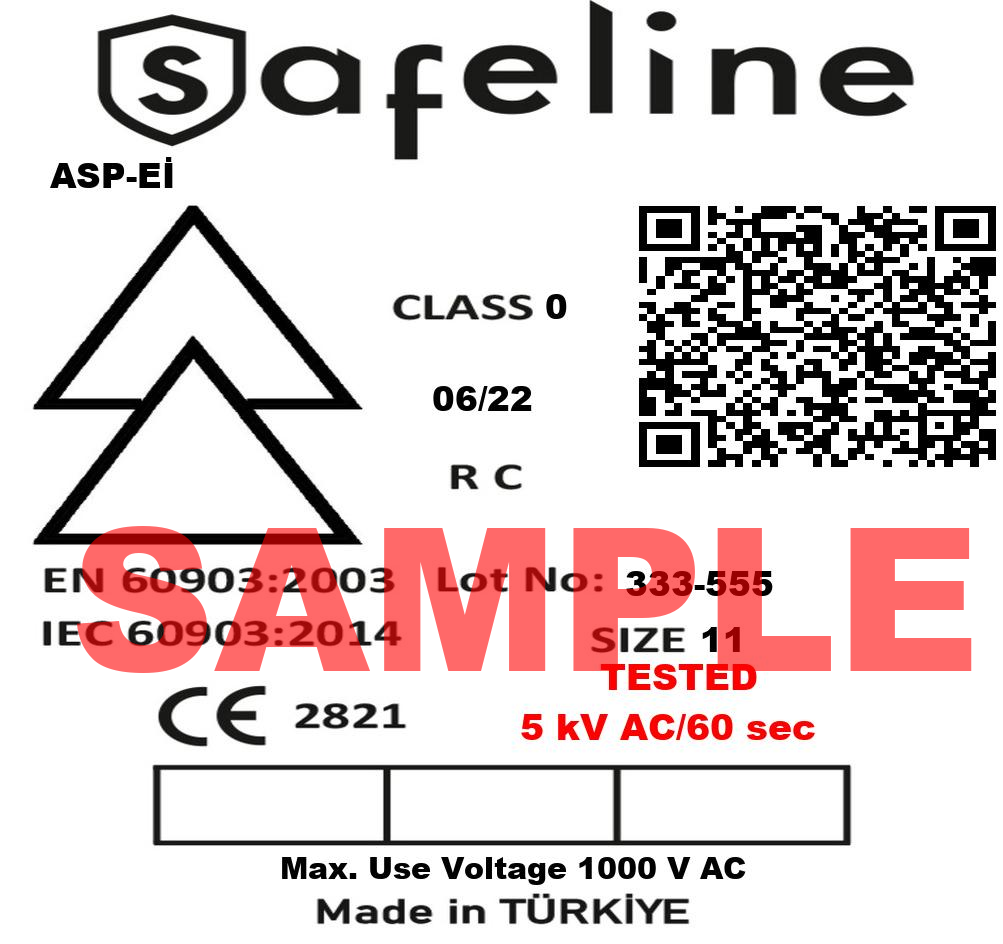 Safeline
ASP-Eİ
CLASS 0
06/22
R C
SAMPLE
EN 60903:2003 Lot No: 333-555
IEC 60903:2014 SIZE 11
TESTED
CE 2821 5 kV AC/60 sec
Max. Use Voltage 1000 V AC
Made in TÜRKİYE